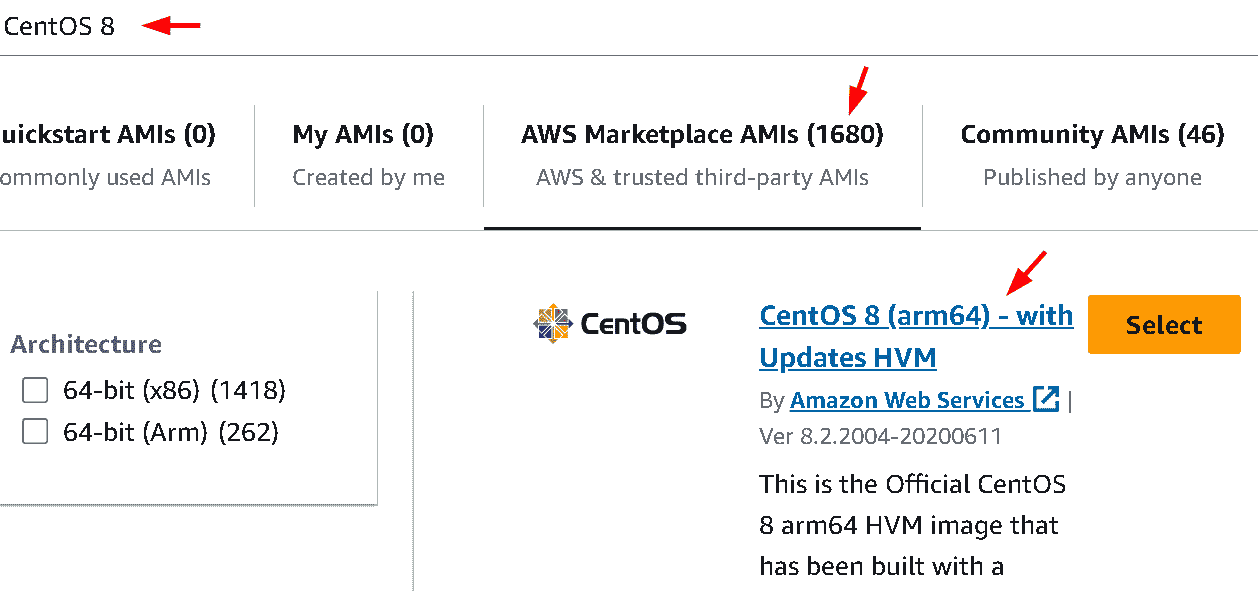 CentOS 8
uickstart AMIs (0)
ommonly used AMIs
My AMIs (0)
Created by me
AWS Marketplace AMIs (1680)
AWS & trusted third-party AMIs
Community AMIs (46)
Published by anyone
Architecture
64-bit (x86) (1418)
64-bit (Arm) (262)
CentOS
CentOS 8 (arm64) - with
Updates HVM
By Amazon Web Services |
Ver 8.2.2004-20200611
This is the Official CentOS
8 arm64 HVM image that
has been built with a
Select